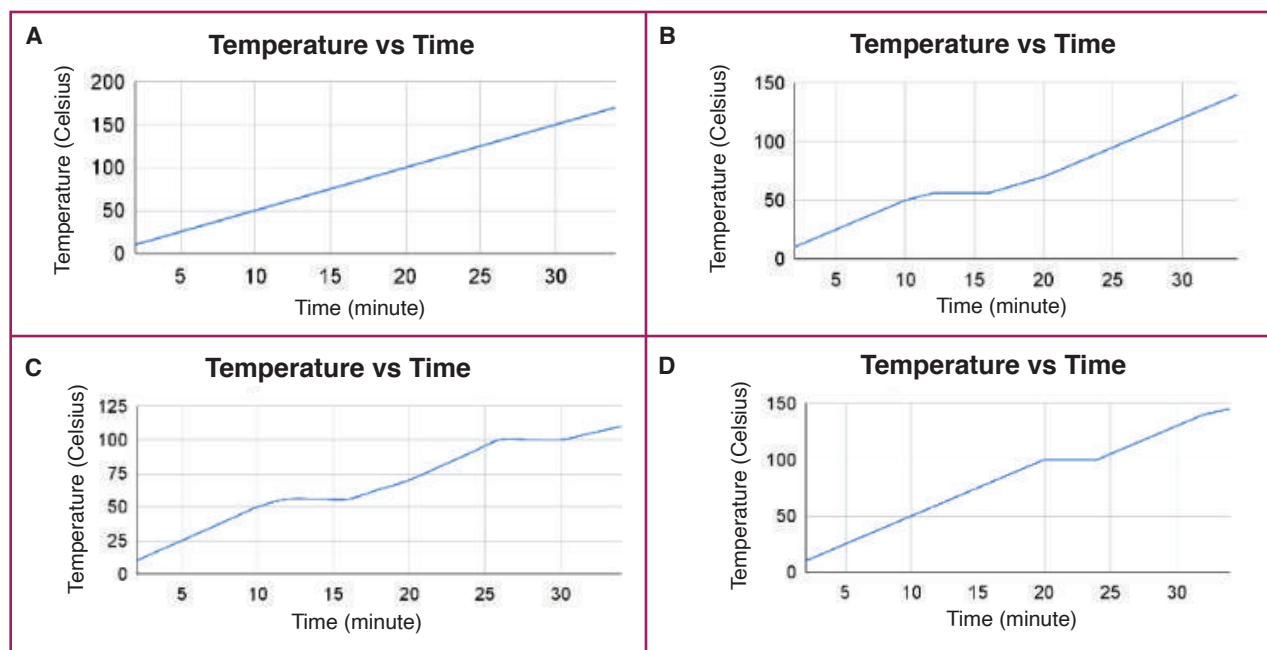 A
Temperature vs Time
Temperature (Celsius)
200
150
100
50
0
5 10 15 20 25 30
Time (minute)
B
Temperature vs Time
Temperature (Celsius)
150
100
50
0
5 10 15 20 25 30
Time (minute)
C
Temperature vs Time
Temperature (Celsius)
125
100
75
50
25
0
5 10 15 20 25 30
Time (minute)
D
Temperature vs Time
Temperature (Celsius)
150
100
50
0
5 10 15 20 25 30
Time (minute)